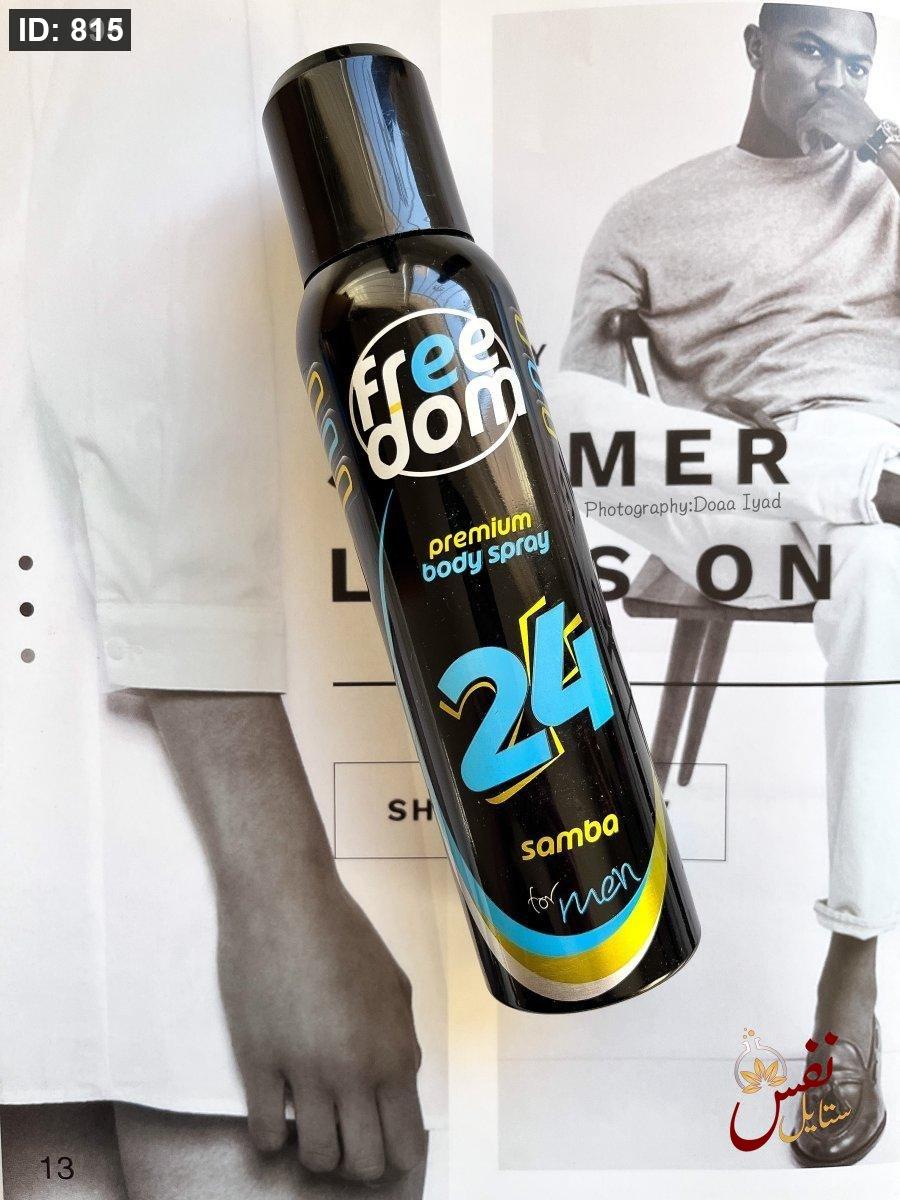 ID: 815
free
dom
premium
body spray
24
samba
for men
Y
MER
Photography:Doaa Iyad
L S ON
SH
13
نفس
ستايل